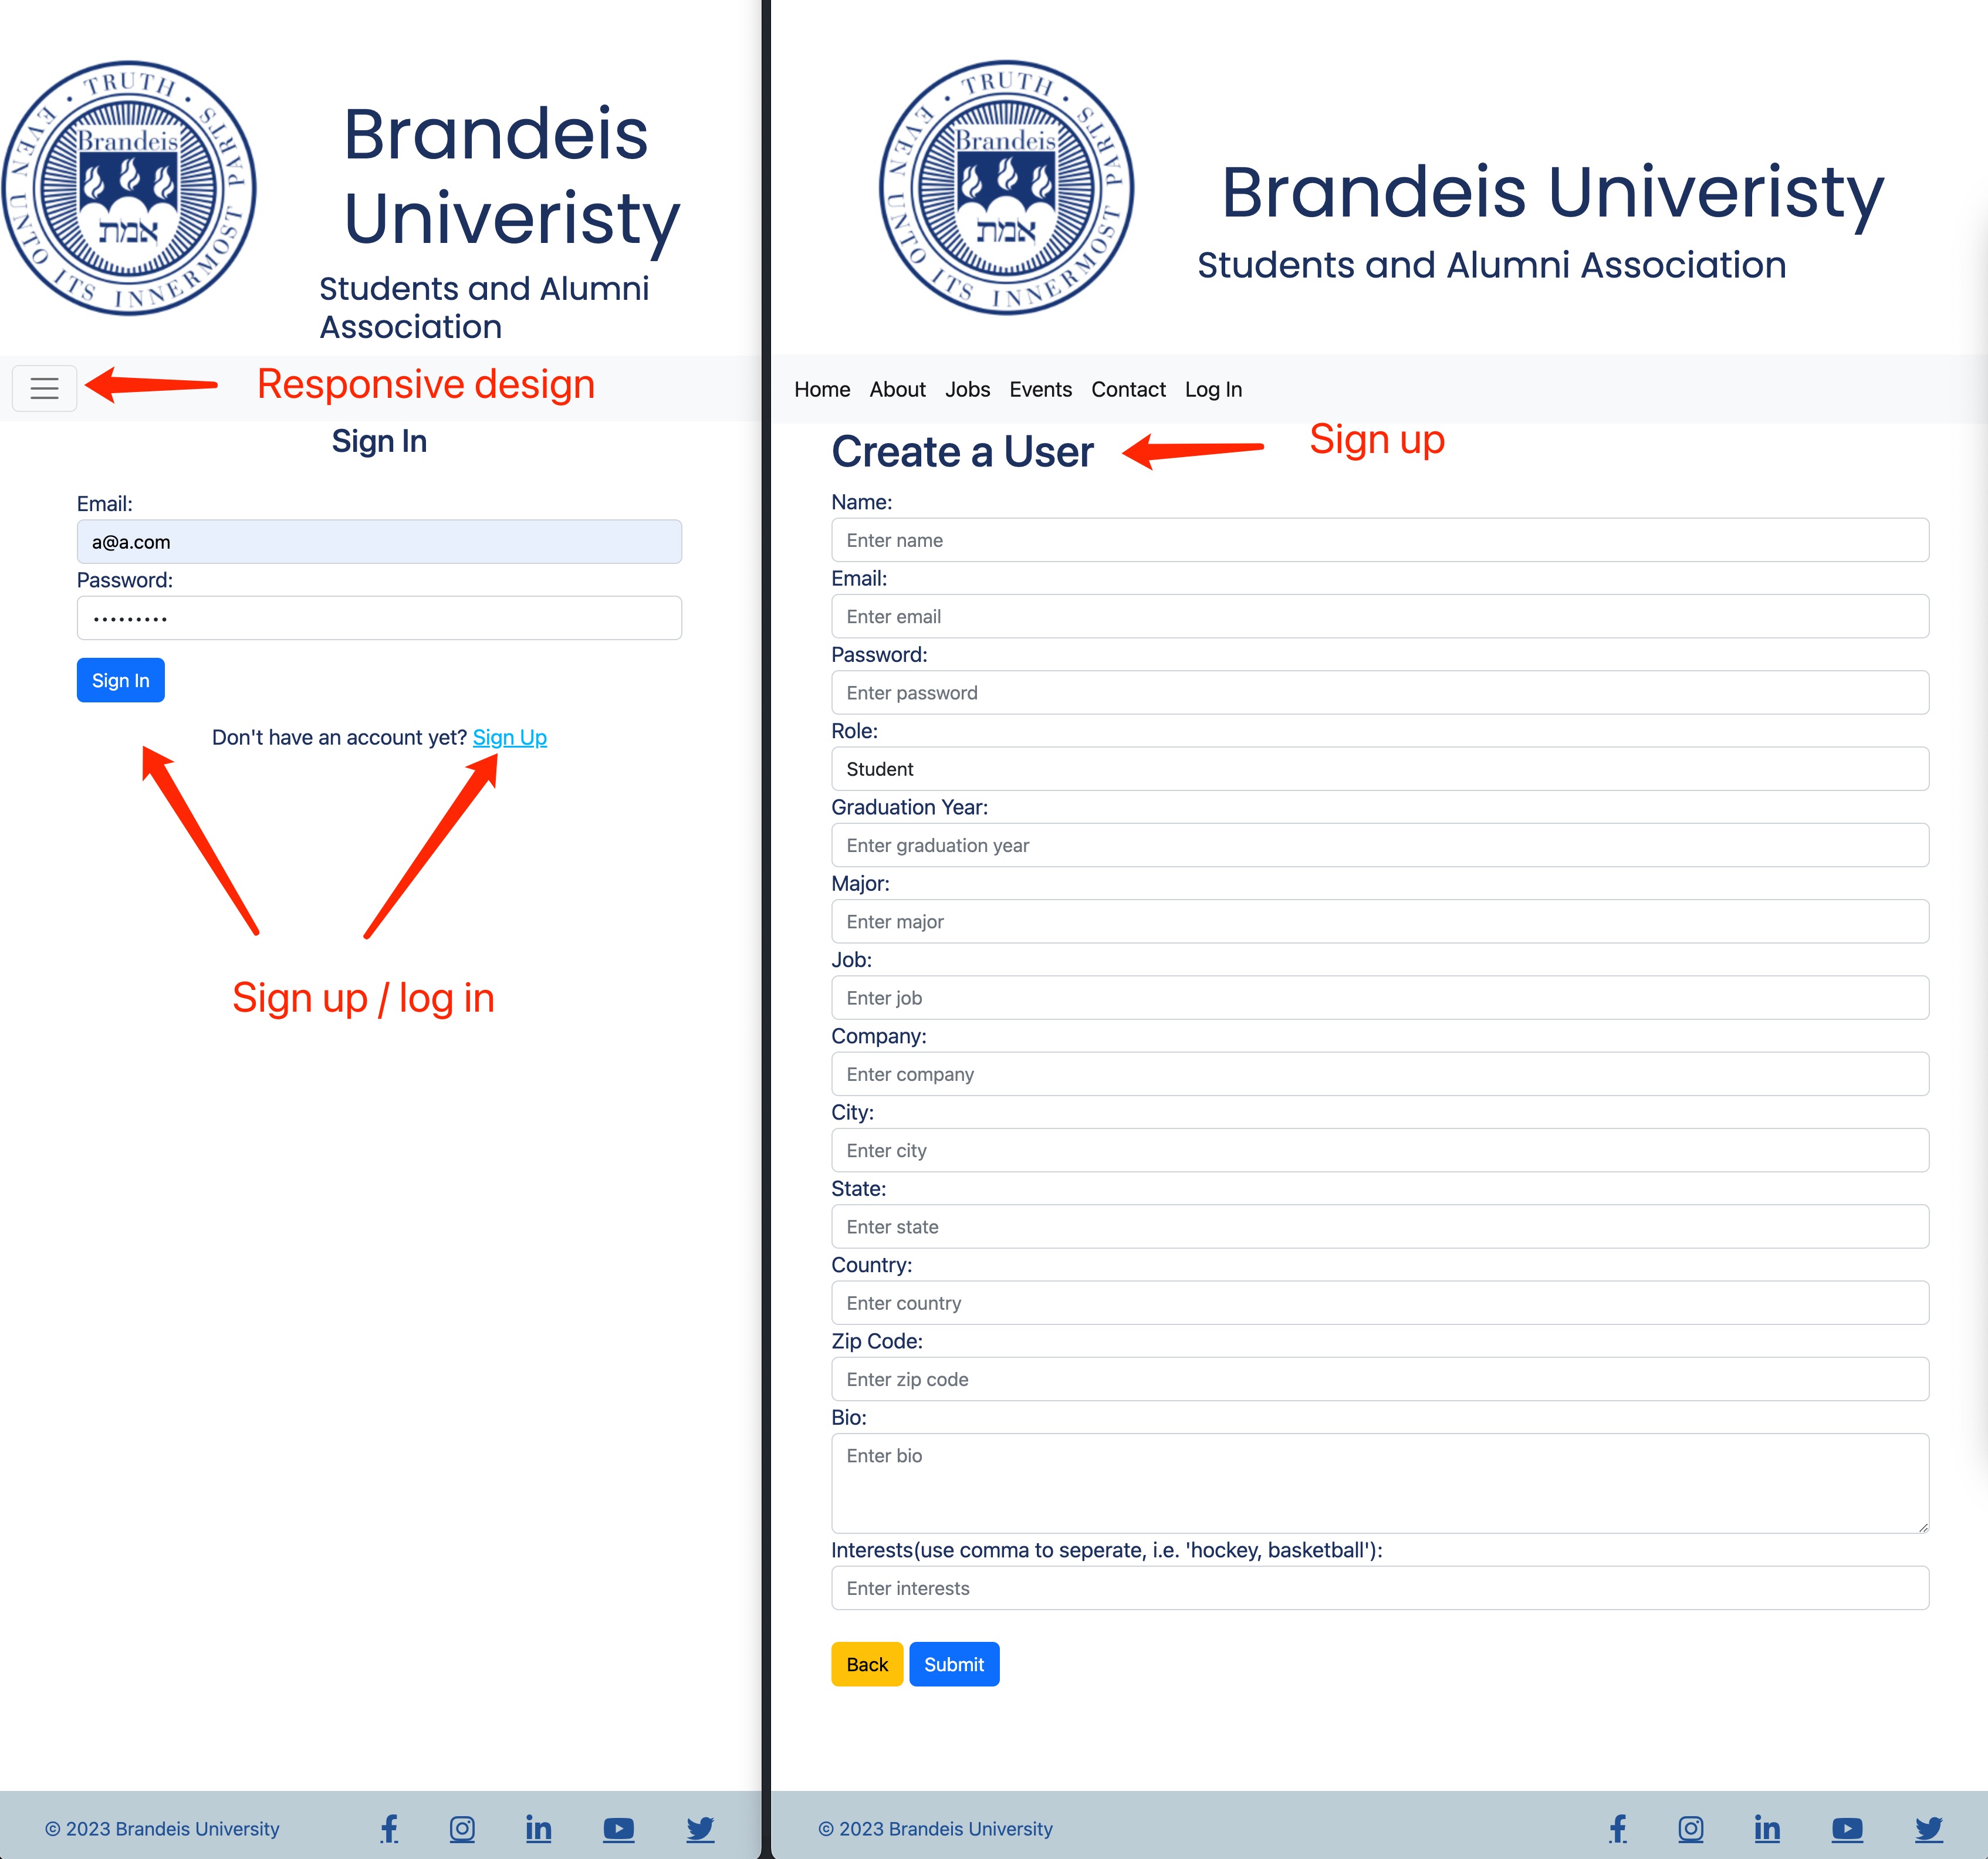 TRUTH · EVEN UNTO ITS INNERMOST PARTS ·
Brandeis
אמת
Brandeis
Univeristy
Students and Alumni
Association
Responsive design
Sign In
Email:
a@a.com
Password:
•••••••••
Sign In
Don't have an account yet? Sign Up
Sign up / log in
© 2023 Brandeis University
TRUTH · EVEN UNTO ITS INNERMOST PARTS ·
Brandeis
אמת
Brandeis Univeristy
Students and Alumni Association
Home About Jobs Events Contact Log In
Create a User
Sign up
Name:
Enter name
Email:
Enter email
Password:
Enter password
Role:
Student
Graduation Year:
Enter graduation year
Major:
Enter major
Job:
Enter job
Company:
Enter company
City:
Enter city
State:
Enter state
Country:
Enter country
Zip Code:
Enter zip code
Bio:
Enter bio
Interests(use comma to seperate, i.e. 'hockey, basketball'):
Enter interests
Back Submit
© 2023 Brandeis University